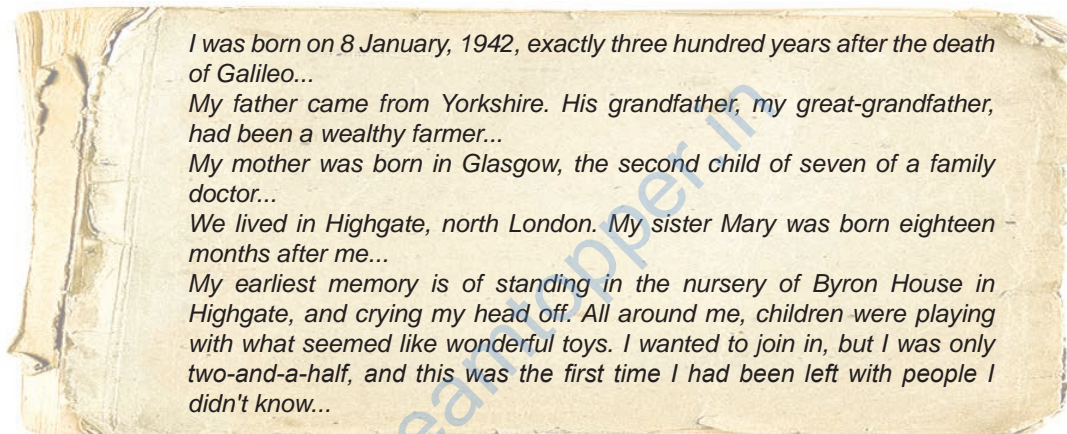 I was born on 8 January, 1942, exactly three hundred years after the death
of Galileo...
My father came from Yorkshire. His grandfather, my great-grandfather,
had been a wealthy farmer...
My mother was born in Glasgow, the second child of seven of a family
doctor...
We lived in Highgate, north London. My sister Mary was born eighteen
months after me...
My earliest memory is of standing in the nursery of Byron House in
Highgate, and crying my head off. All around me, children were playing
with what seemed like wonderful toys. I wanted to join in, but I was only
two-and-a-half, and this was the first time I had been left with people I
didn't know...
eamtopper.in